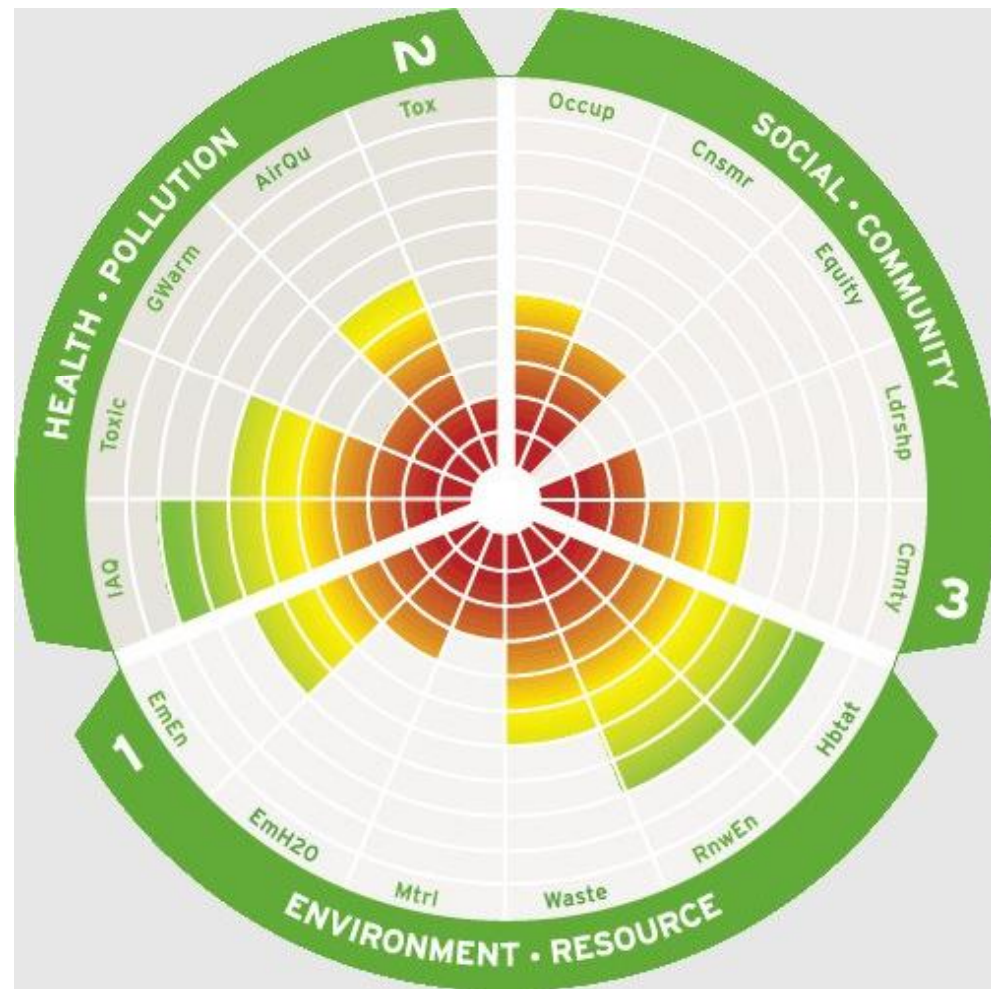 HEALTH • POLLUTION
2
Tox
AirQu
GWarm
Toxic
IAQ
SOCIAL • COMMUNITY
3
Occup
Cnsmr
Equity
Ldrshp
Cmnty
ENVIRONMENT • RESOURCE
1
EmEn
EmH20
Mtrl
Waste
RnwEn
Hbtat